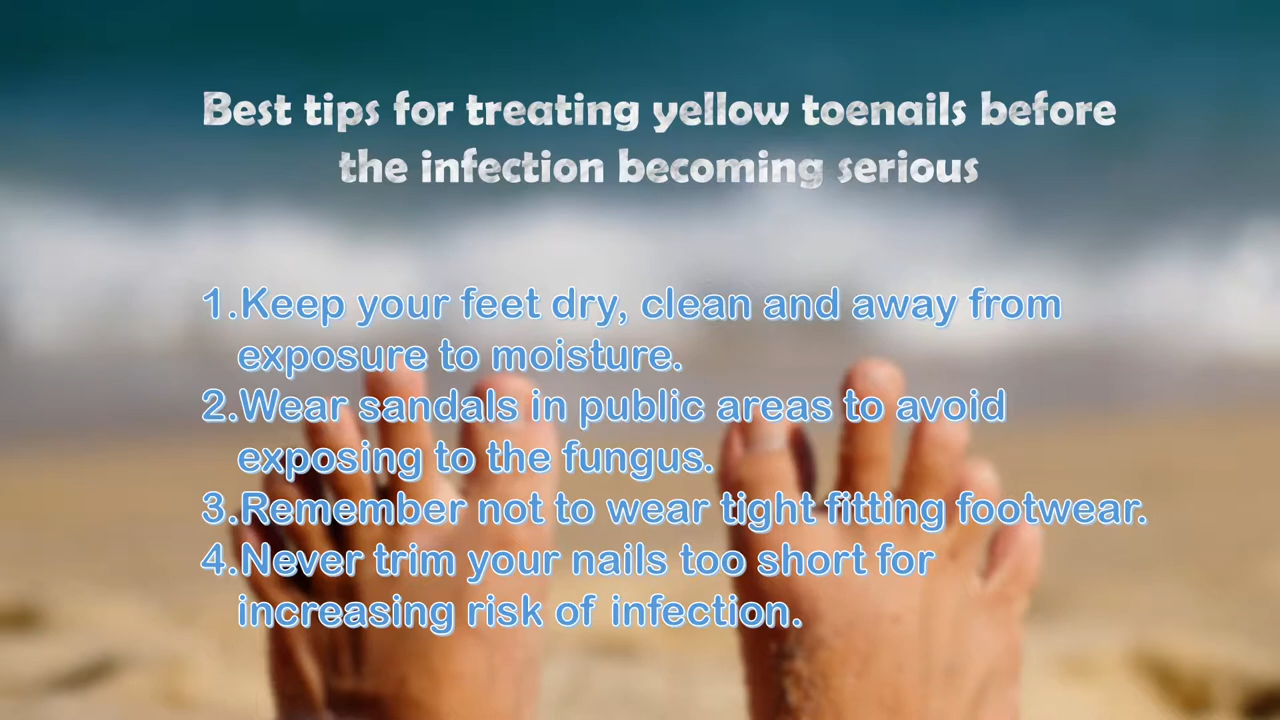 Best tips for treating yellow toenails before
the infection becoming serious
1.Keep your feet dry, clean and away from
exposure to moisture.
2.Wear sandals in public areas to avoid
exposing to the fungus.
3.Remember not to wear tight fitting footwear.
4.Never trim your nails too short for
increasing risk of infection.